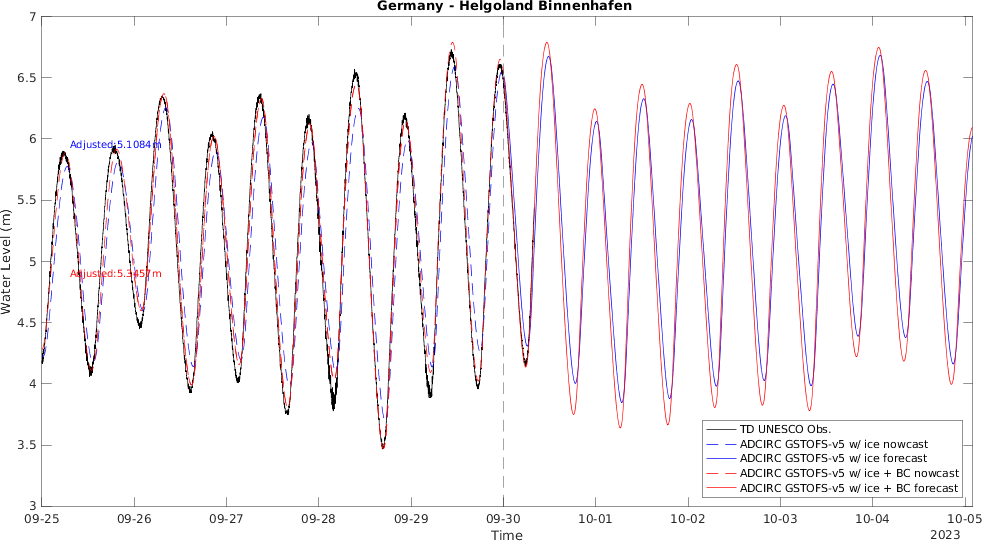 Germany - Helgoland Binnenhafen
7
6.5
6
5.5
5
4.5
4
3.5
3
Water Level (m)
Adjusted:5.1084m
Adjusted:5.3457m
TD UNESCO Obs.
ADCIRC GSTOFS-v5 w/ ice nowcast
ADCIRC GSTOFS-v5 w/ ice forecast
ADCIRC GSTOFS-v5 w/ ice + BC nowcast
ADCIRC GSTOFS-v5 w/ ice + BC forecast
09-25 09-26 09-27 09-28 09-29 09-30 10-01 10-02 10-03 10-04 10-05
Time
2023